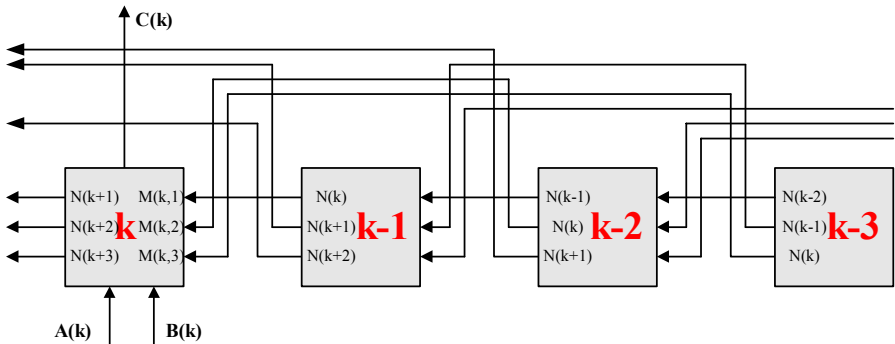 C(k)
N(k+1) M(k,1) N(k) N(k-1) N(k-2)
N(k+2) k M(k,2) N(k+1) k-1 N(k) k-2 N(k-1) k-3
N(k+3) M(k,3) N(k+2) N(k+1) N(k)
A(k) B(k)